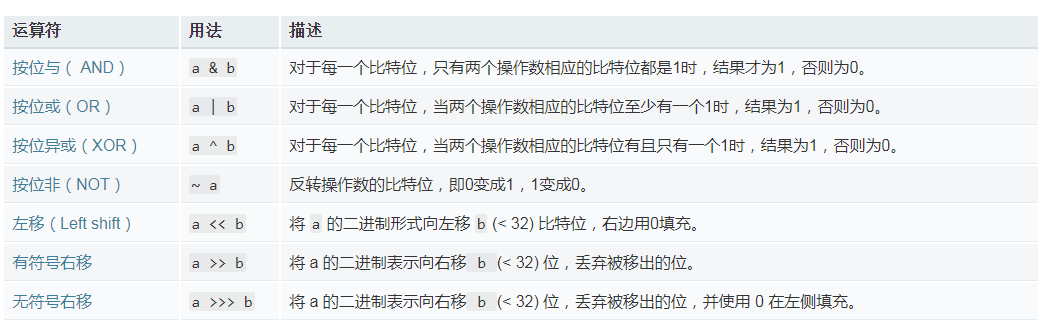 运算符 用法 描述
按位与（ AND） a & b 对于每一个比特位，只有两个操作数相应的比特位都是1时，结果才为1，否则为0。
按位或（OR） a | b 对于每一个比特位，当两个操作数相应的比特位至少有一个1时，结果为1，否则为0。
按位异或（XOR） a ^ b 对于每一个比特位，当两个操作数相应的比特位有且只有一个1时，结果为1，否则为0。
按位非（NOT） ~ a 反转操作数的比特位，即0变成1，1变成0。
左移（Left shift） a << b 将 a 的二进制形式向左移 b (< 32) 比特位，右边用0填充。
有符号右移 a >> b 将 a 的二进制表示向右移 b (< 32) 位，丢弃被移出的位。
无符号右移 a >>> b 将 a 的二进制表示向右移 b (< 32) 位，丢弃被移出的位，并使用 0 在左侧填充。